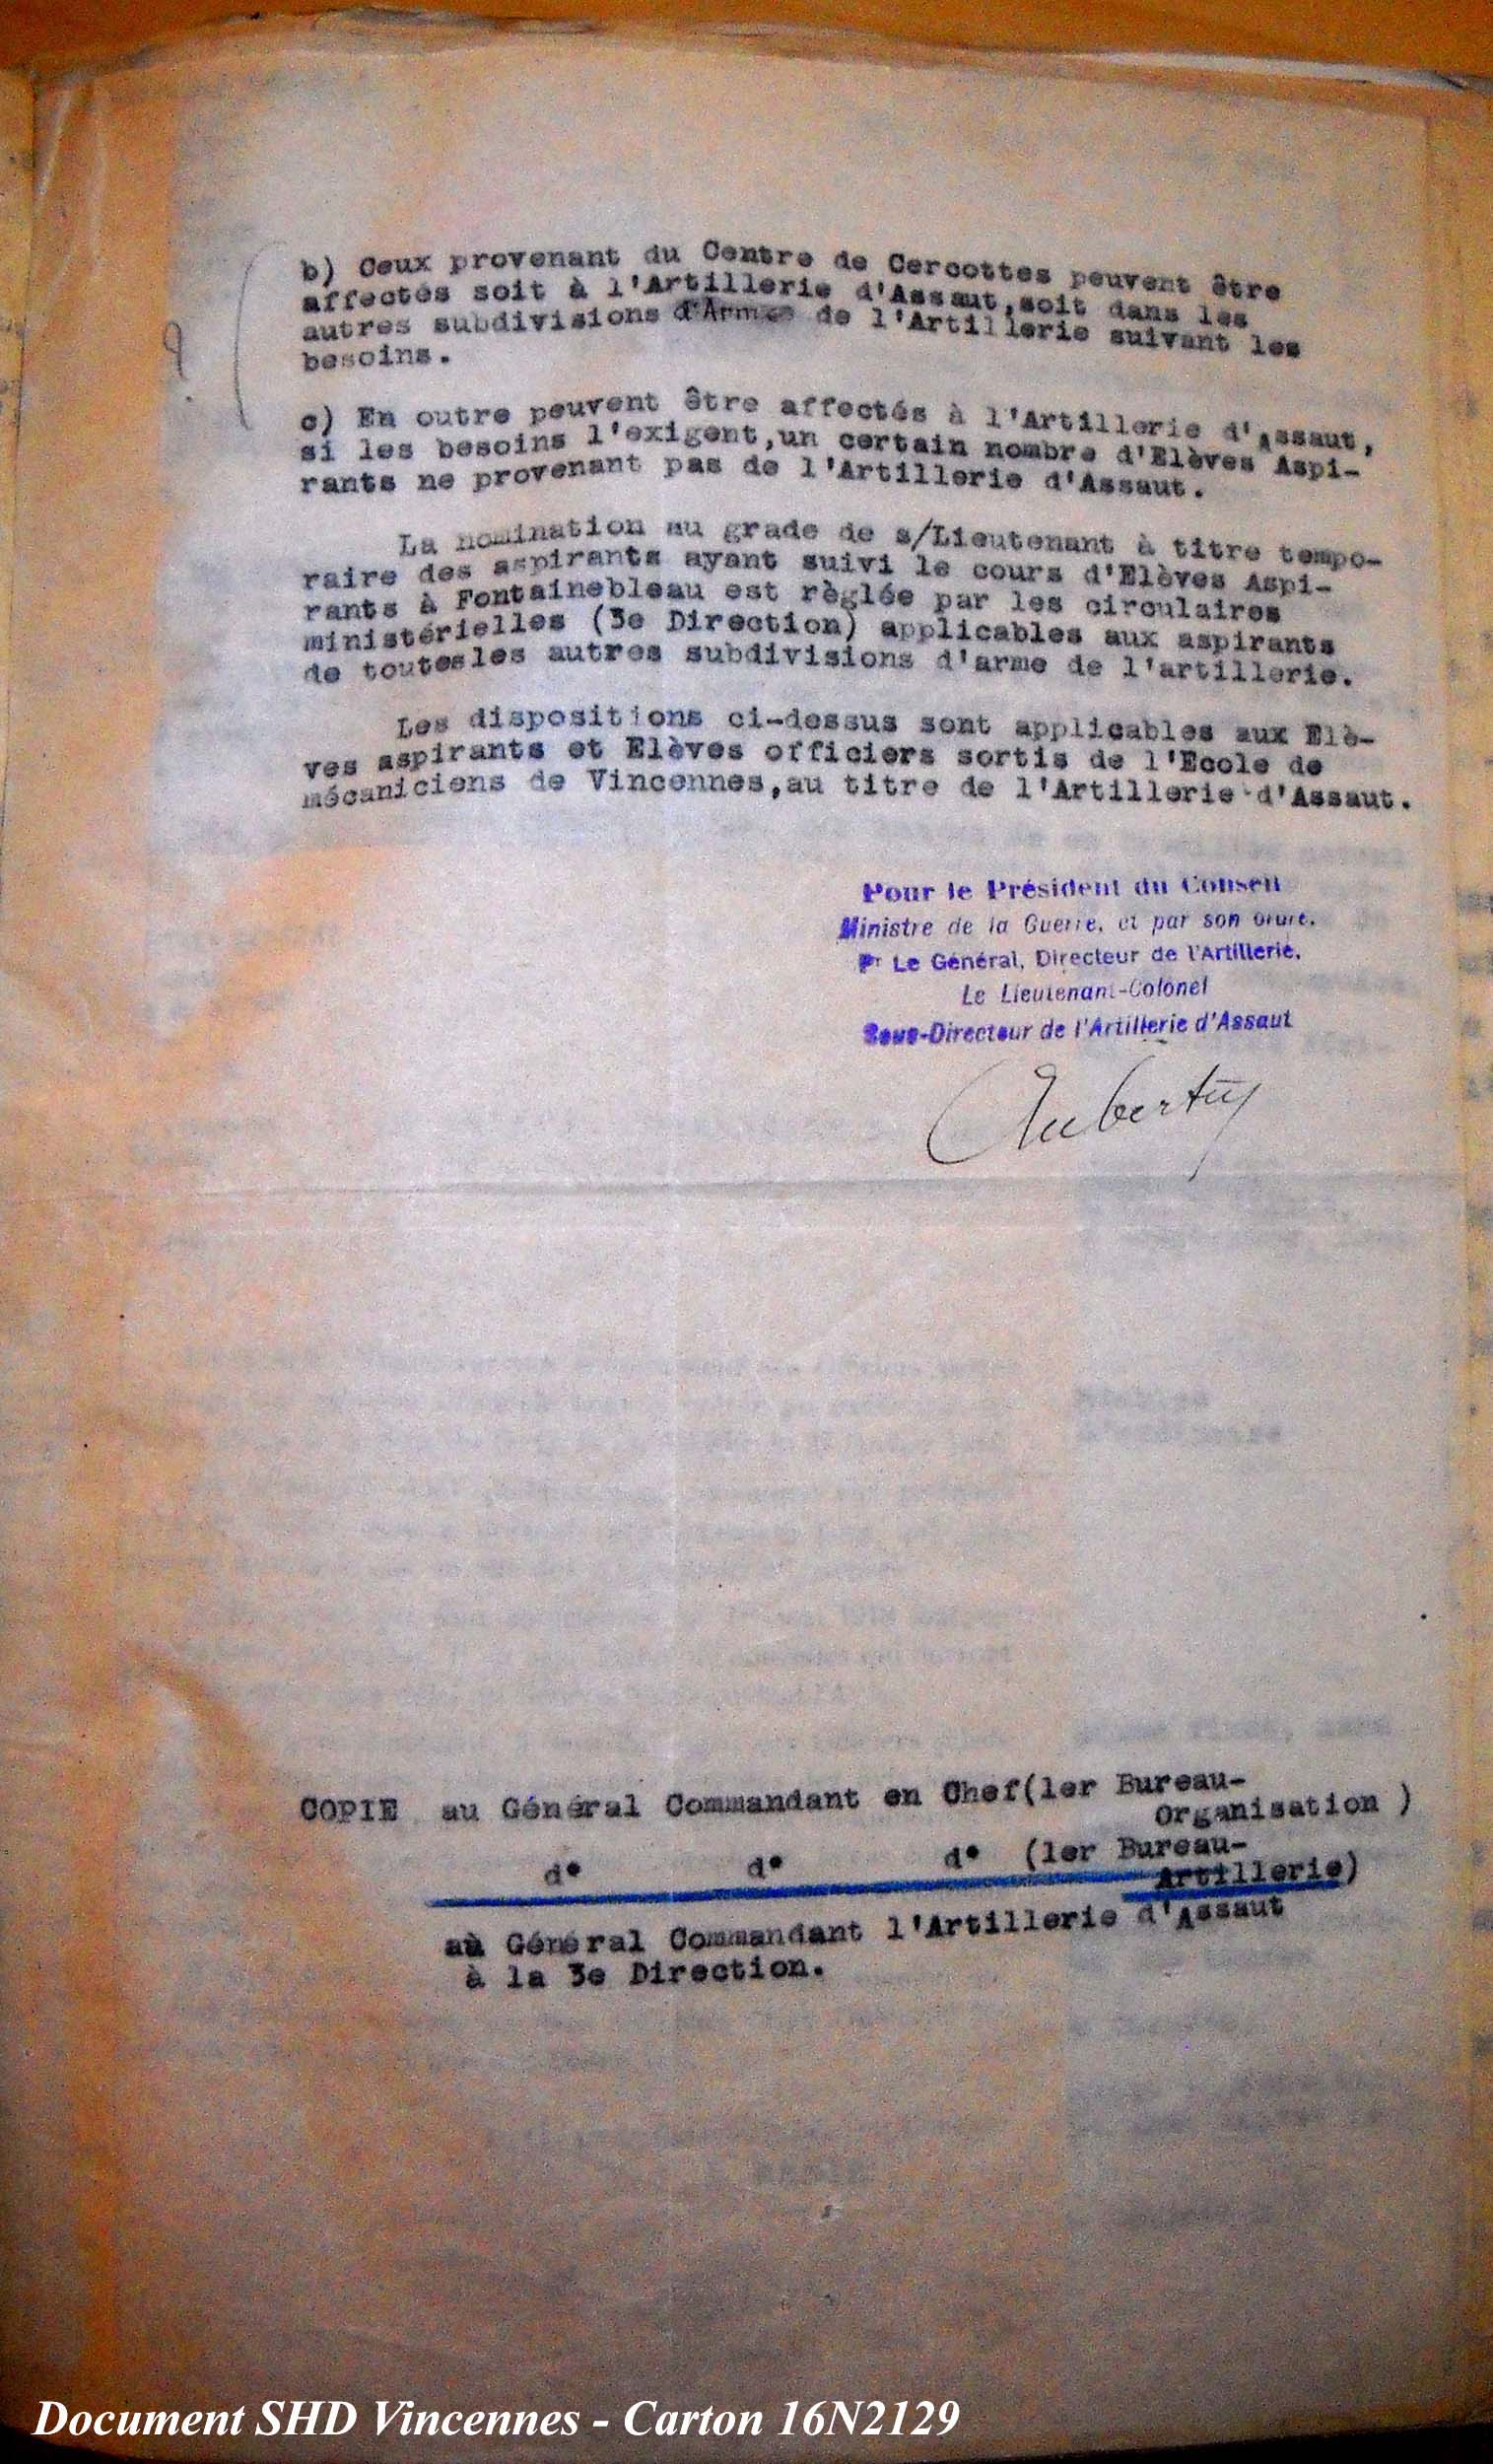 b) Ceux provenant du Centre de Cercottes peuvent être
affectés soit à l'Artillerie d'Assaut,soit dans les
autres subdivisions d'Armes de l'Artillerie suivant les
besoins.
?
c) En outre peuvent être affectés à l'Artillerie d'Assaut,
si les besoins l'exigent,un certain nombre d'Elèves Aspi-
rants ne provenant pas de l'Artillerie d'Assaut.
La nomination au grade de s/Lieutenant à titre tempo-
raire des aspirants ayant suivi le cours d'Elèves Aspi-
rants à Fontainebleau est règlée par les circulaires
ministérielles (3e Direction) applicables aux aspirants
de toutesles autres subdivisions d'arme de l'artillerie.
Les dispositions ci-dessus sont applicables aux Elè-
ves aspirants et Elèves officiers sortis de l'Ecole de
mécaniciens de Vincennes,au titre de l'Artillerie d'Assaut.
Pour le Président du Conseil
Ministre de la Guerre, et par son ordre.
Pr Le Général, Directeur de l'Artillerie,
Le Lieutenant-Colonel
Sous-Directeur de l'Artillerie d'Assaut
COPIE au Général Commandant en Chef(1er Bureau-
Organisation )
d° d° d° (1er Bureau-
Artillerie)
au Général Commandant l'Artillerie d'Assaut
à la 3e Direction.
Document SHD Vincennes - Carton 16N2129